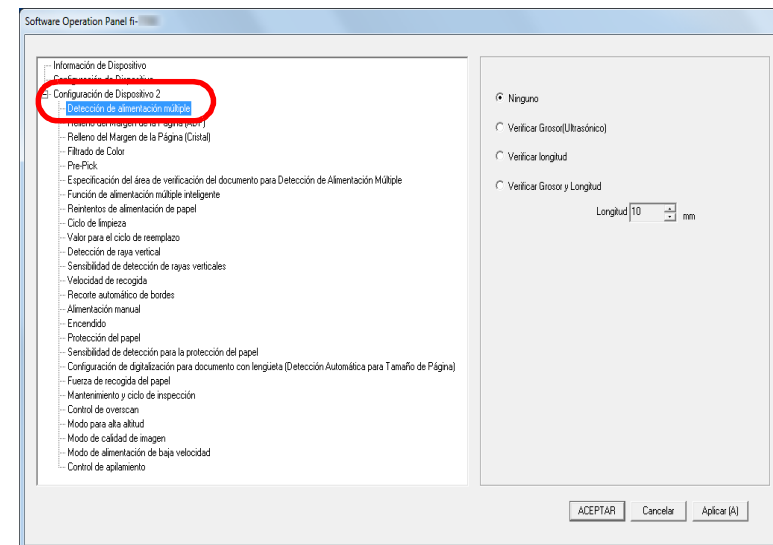 Software Operation Panel fi-
Información de Dispositivo
Configuración de Dispositivo
Configuración de Dispositivo 2
Detección de alimentación múltiple
Relleno del Margen de la Página (ADF)
Relleno del Margen de la Página (Cristal)
Filtrado de Color
Pre-Pick
Especificación del área de verificación del documento para Detección de Alimentación Múltiple
Función de alimentación múltiple inteligente
Reintentos de alimentación de papel
Ciclo de limpieza
Valor para el ciclo de reemplazo
Detección de raya vertical
Sensibilidad de detección de rayas verticales
Velocidad de recogida
Recorte automático de bordes
Alimentación manual
Encendido
Protección del papel
Sensibilidad de detección para la protección del papel
Configuración de digitalización para documento con lengüeta (Detección Automática para Tamaño de Página)
Fuerza de recogida del papel
Mantenimiento y ciclo de inspección
Control de overscan
Modo para alta altitud
Modo de calidad de imagen
Modo de alimentación de baja velocidad
Control de apilamiento
Ninguno
Verificar Grosor(Ultrasónico)
Verificar longitud
Verificar Grosor y Longitud
Longitud 10 mm
ACEPTAR Cancelar Aplicar (A)